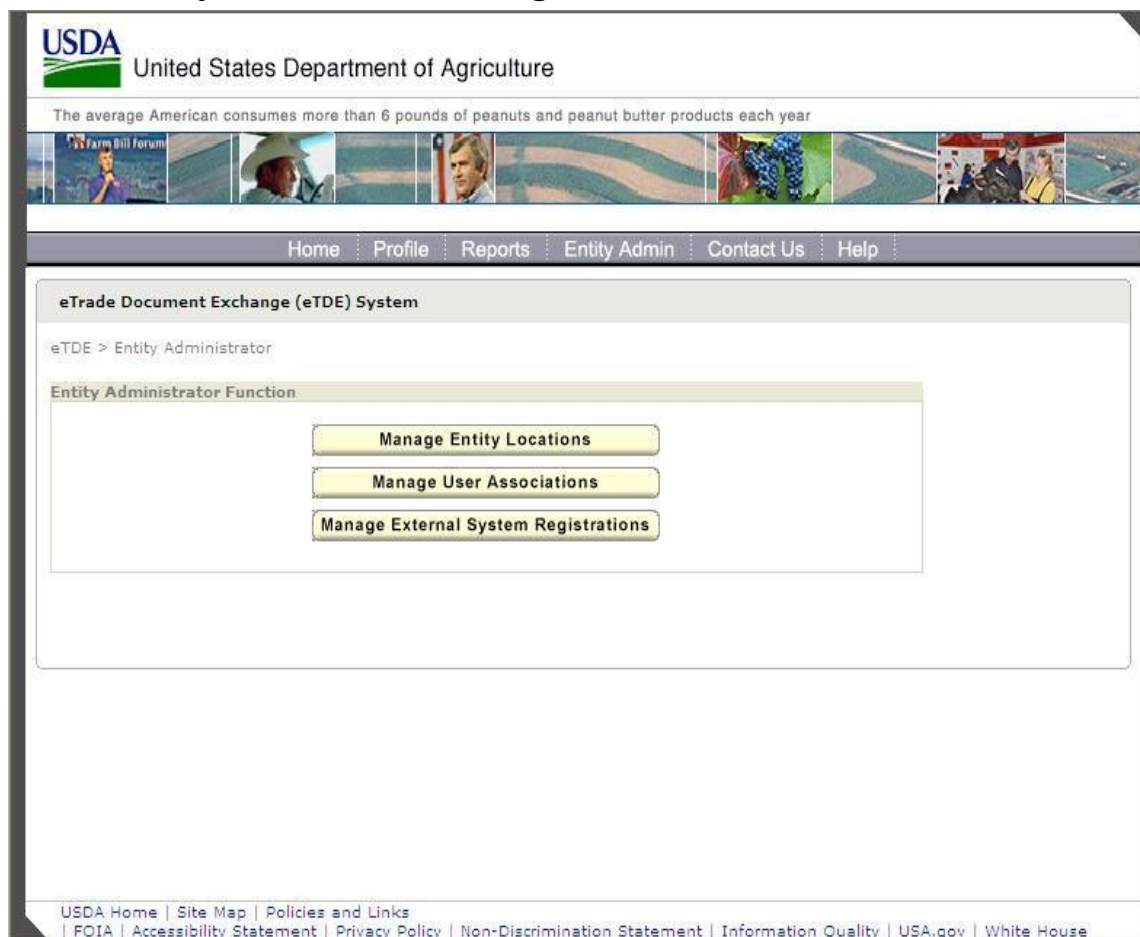 USDA
United States Department of Agriculture
The average American consumes more than 6 pounds of peanuts and peanut butter products each year
Farm Bill Forum
Home Profile Reports Entity Admin Contact Us Help
eTrade Document Exchange (eTDE) System
eTDE > Entity Administrator
Entity Administrator Function
Manage Entity Locations
Manage User Associations
Manage External System Registrations
USDA Home | Site Map | Policies and Links
| FOIA | Accessibility Statement | Privacy Policy | Non-Discrimination Statement | Information Quality | USA.gov | White House